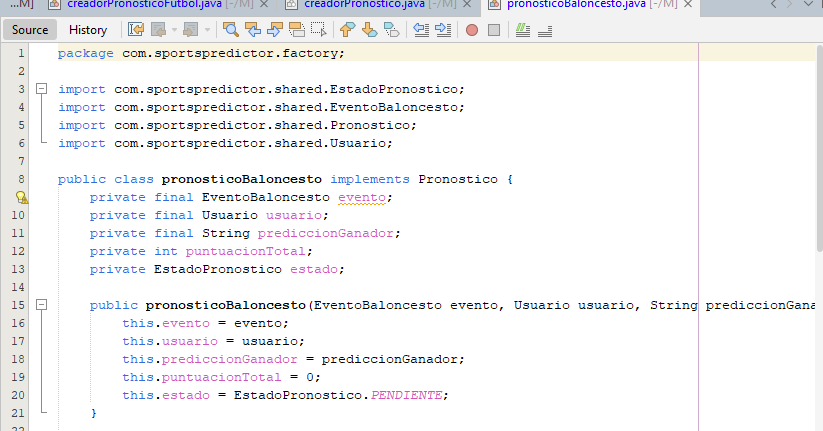 ...M] creadorPronosticoFutbol.java [-/M] creadorPronostico.java [-/M] pronosticoBaloncesto.java [-/M]
Source History
1 package com.sportspredictor.factory;
2
3 import com.sportspredictor.shared.EstadoPronostico;
4 import com.sportspredictor.shared.EventoBaloncesto;
5 import com.sportspredictor.shared.Pronostico;
6 import com.sportspredictor.shared.Usuario;
7
8 public class pronosticoBaloncesto implements Pronostico {
private final EventoBaloncesto evento;
10 private final Usuario usuario;
11 private final String prediccionGanador;
12 private int puntuacionTotal;
13 private EstadoPronostico estado;
14
15 public pronosticoBaloncesto(EventoBaloncesto evento, Usuario usuario, String prediccionGana
16 this.evento = evento;
17 this.usuario = usuario;
18 this.prediccionGanador = prediccionGanador;
19 this.puntuacionTotal = 0;
20 this.estado = EstadoPronostico.PENDIENTE;
21 }
22